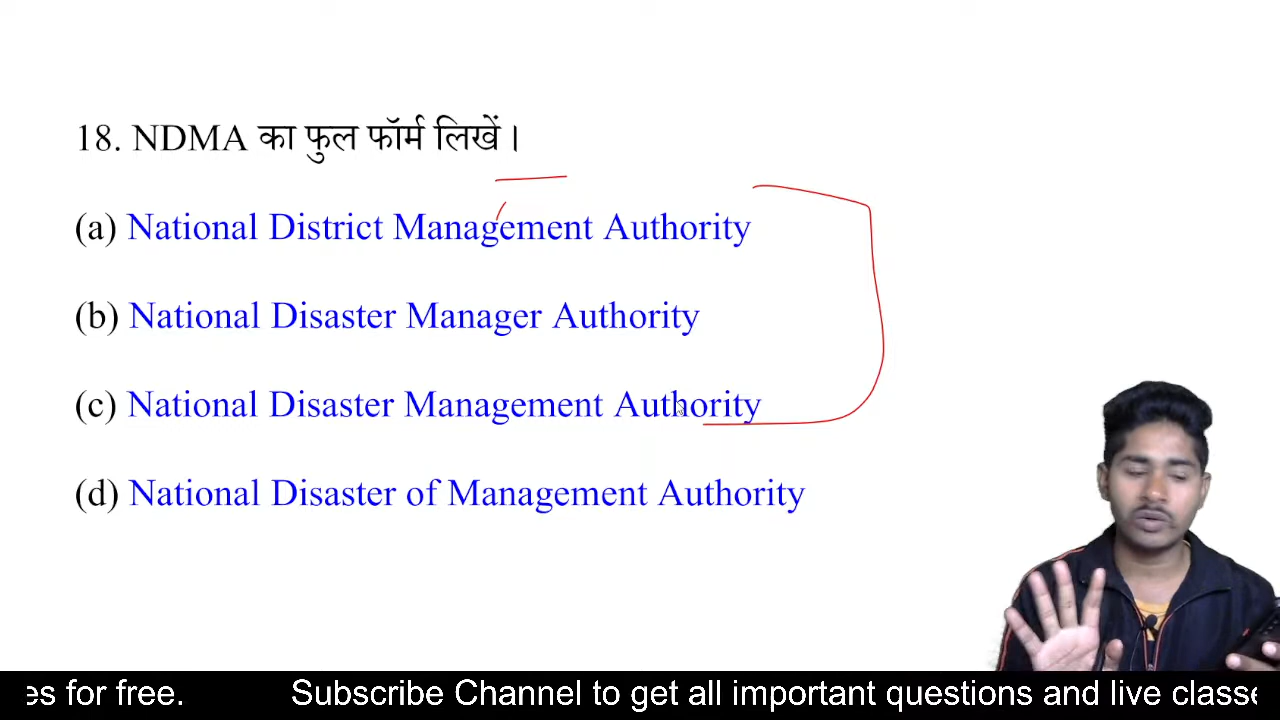 18. NDMA का फुल फॉर्म लिखें।
(a) National District Management Authority
(b) National Disaster Manager Authority
(c) National Disaster Management Authority
(d) National Disaster of Management Authority
es for free. Subscribe Channel to get all important questions and live classe